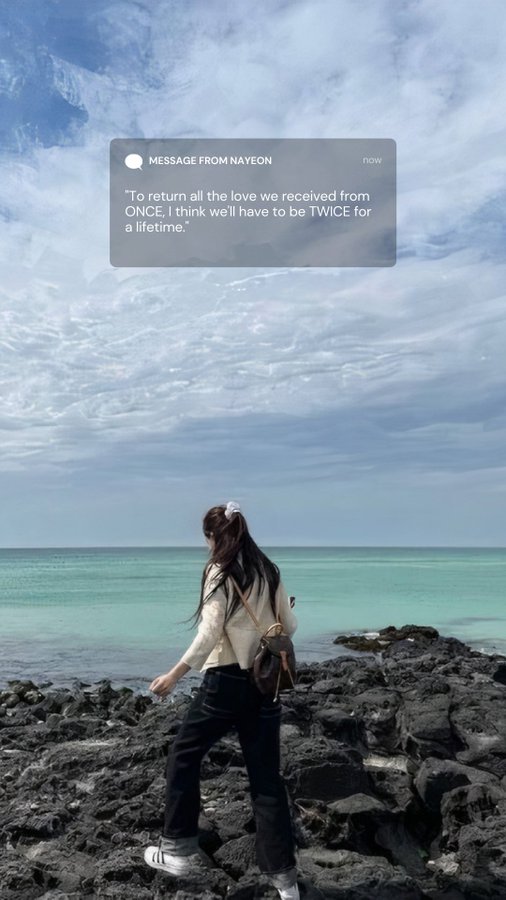 MESSAGE FROM NAYEON
now
"To return all the love we received from
ONCE, I think we'll have to be TWICE for
a lifetime."